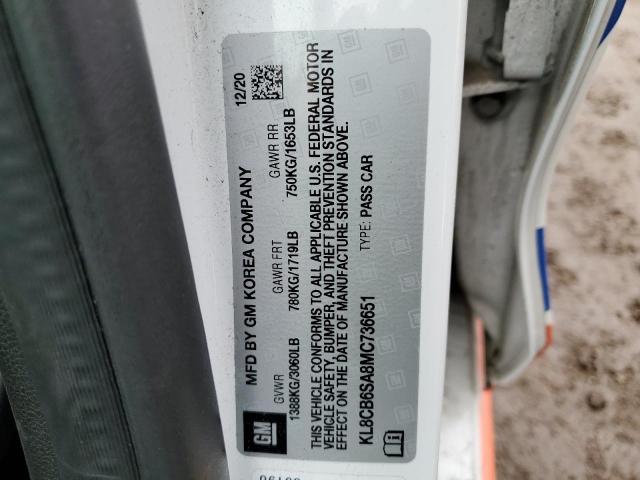 MFD BY GM KOREA COMPANY 12/20
GVWR GAWR FRT GAWR RR
1388KG/3060LB 780KG/1719LB 750KG/1653LB
THIS VEHICLE CONFORMS TO ALL APPLICABLE U.S. FEDERAL MOTOR
VEHICLE SAFETY, BUMPER, AND THEFT PREVENTION STANDARDS IN
EFFECT ON THE DATE OF MANUFACTURE SHOWN ABOVE.
KL8CB6SA8MC736651 TYPE: PASS CAR
GM